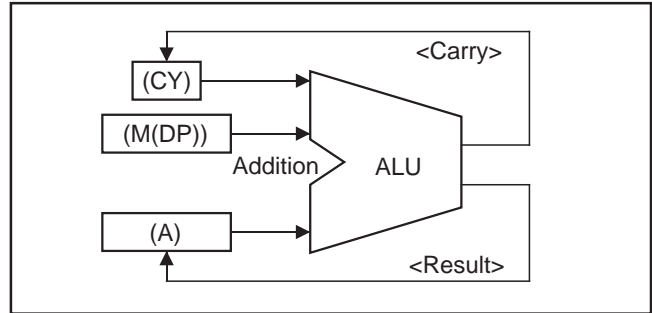 <Carry>
(CY)
(M(DP))
Addition
ALU
(A)
<Result>